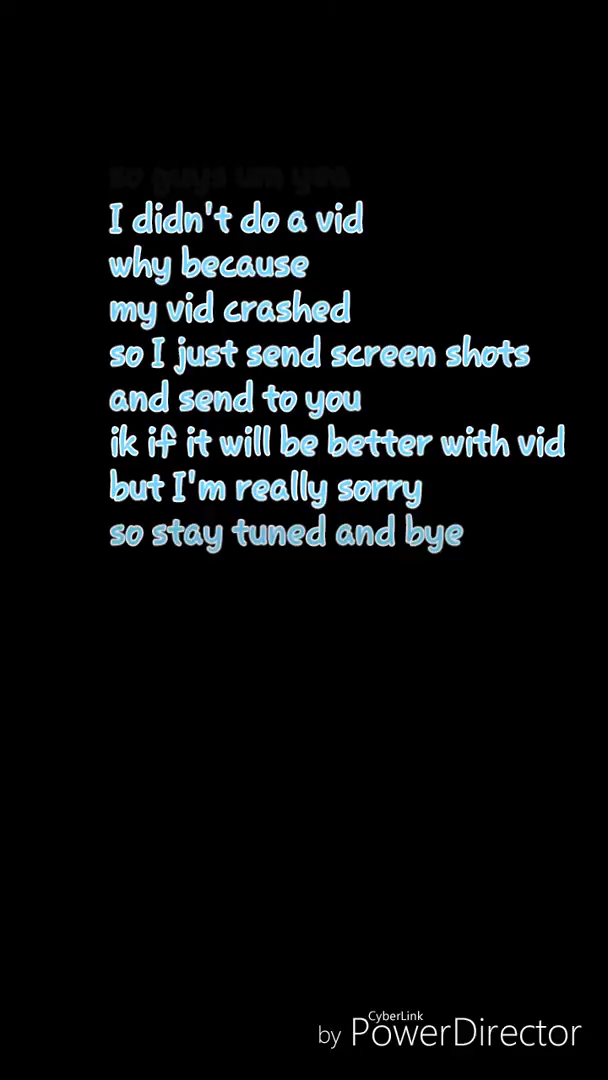 so guys um yea
I didn't do a vid
why because
my vid crashed
so I just send screen shots
and send to you
ik if it will be better with vid
but I'm really sorry
so stay tuned and bye
CyberLink
by PowerDirector